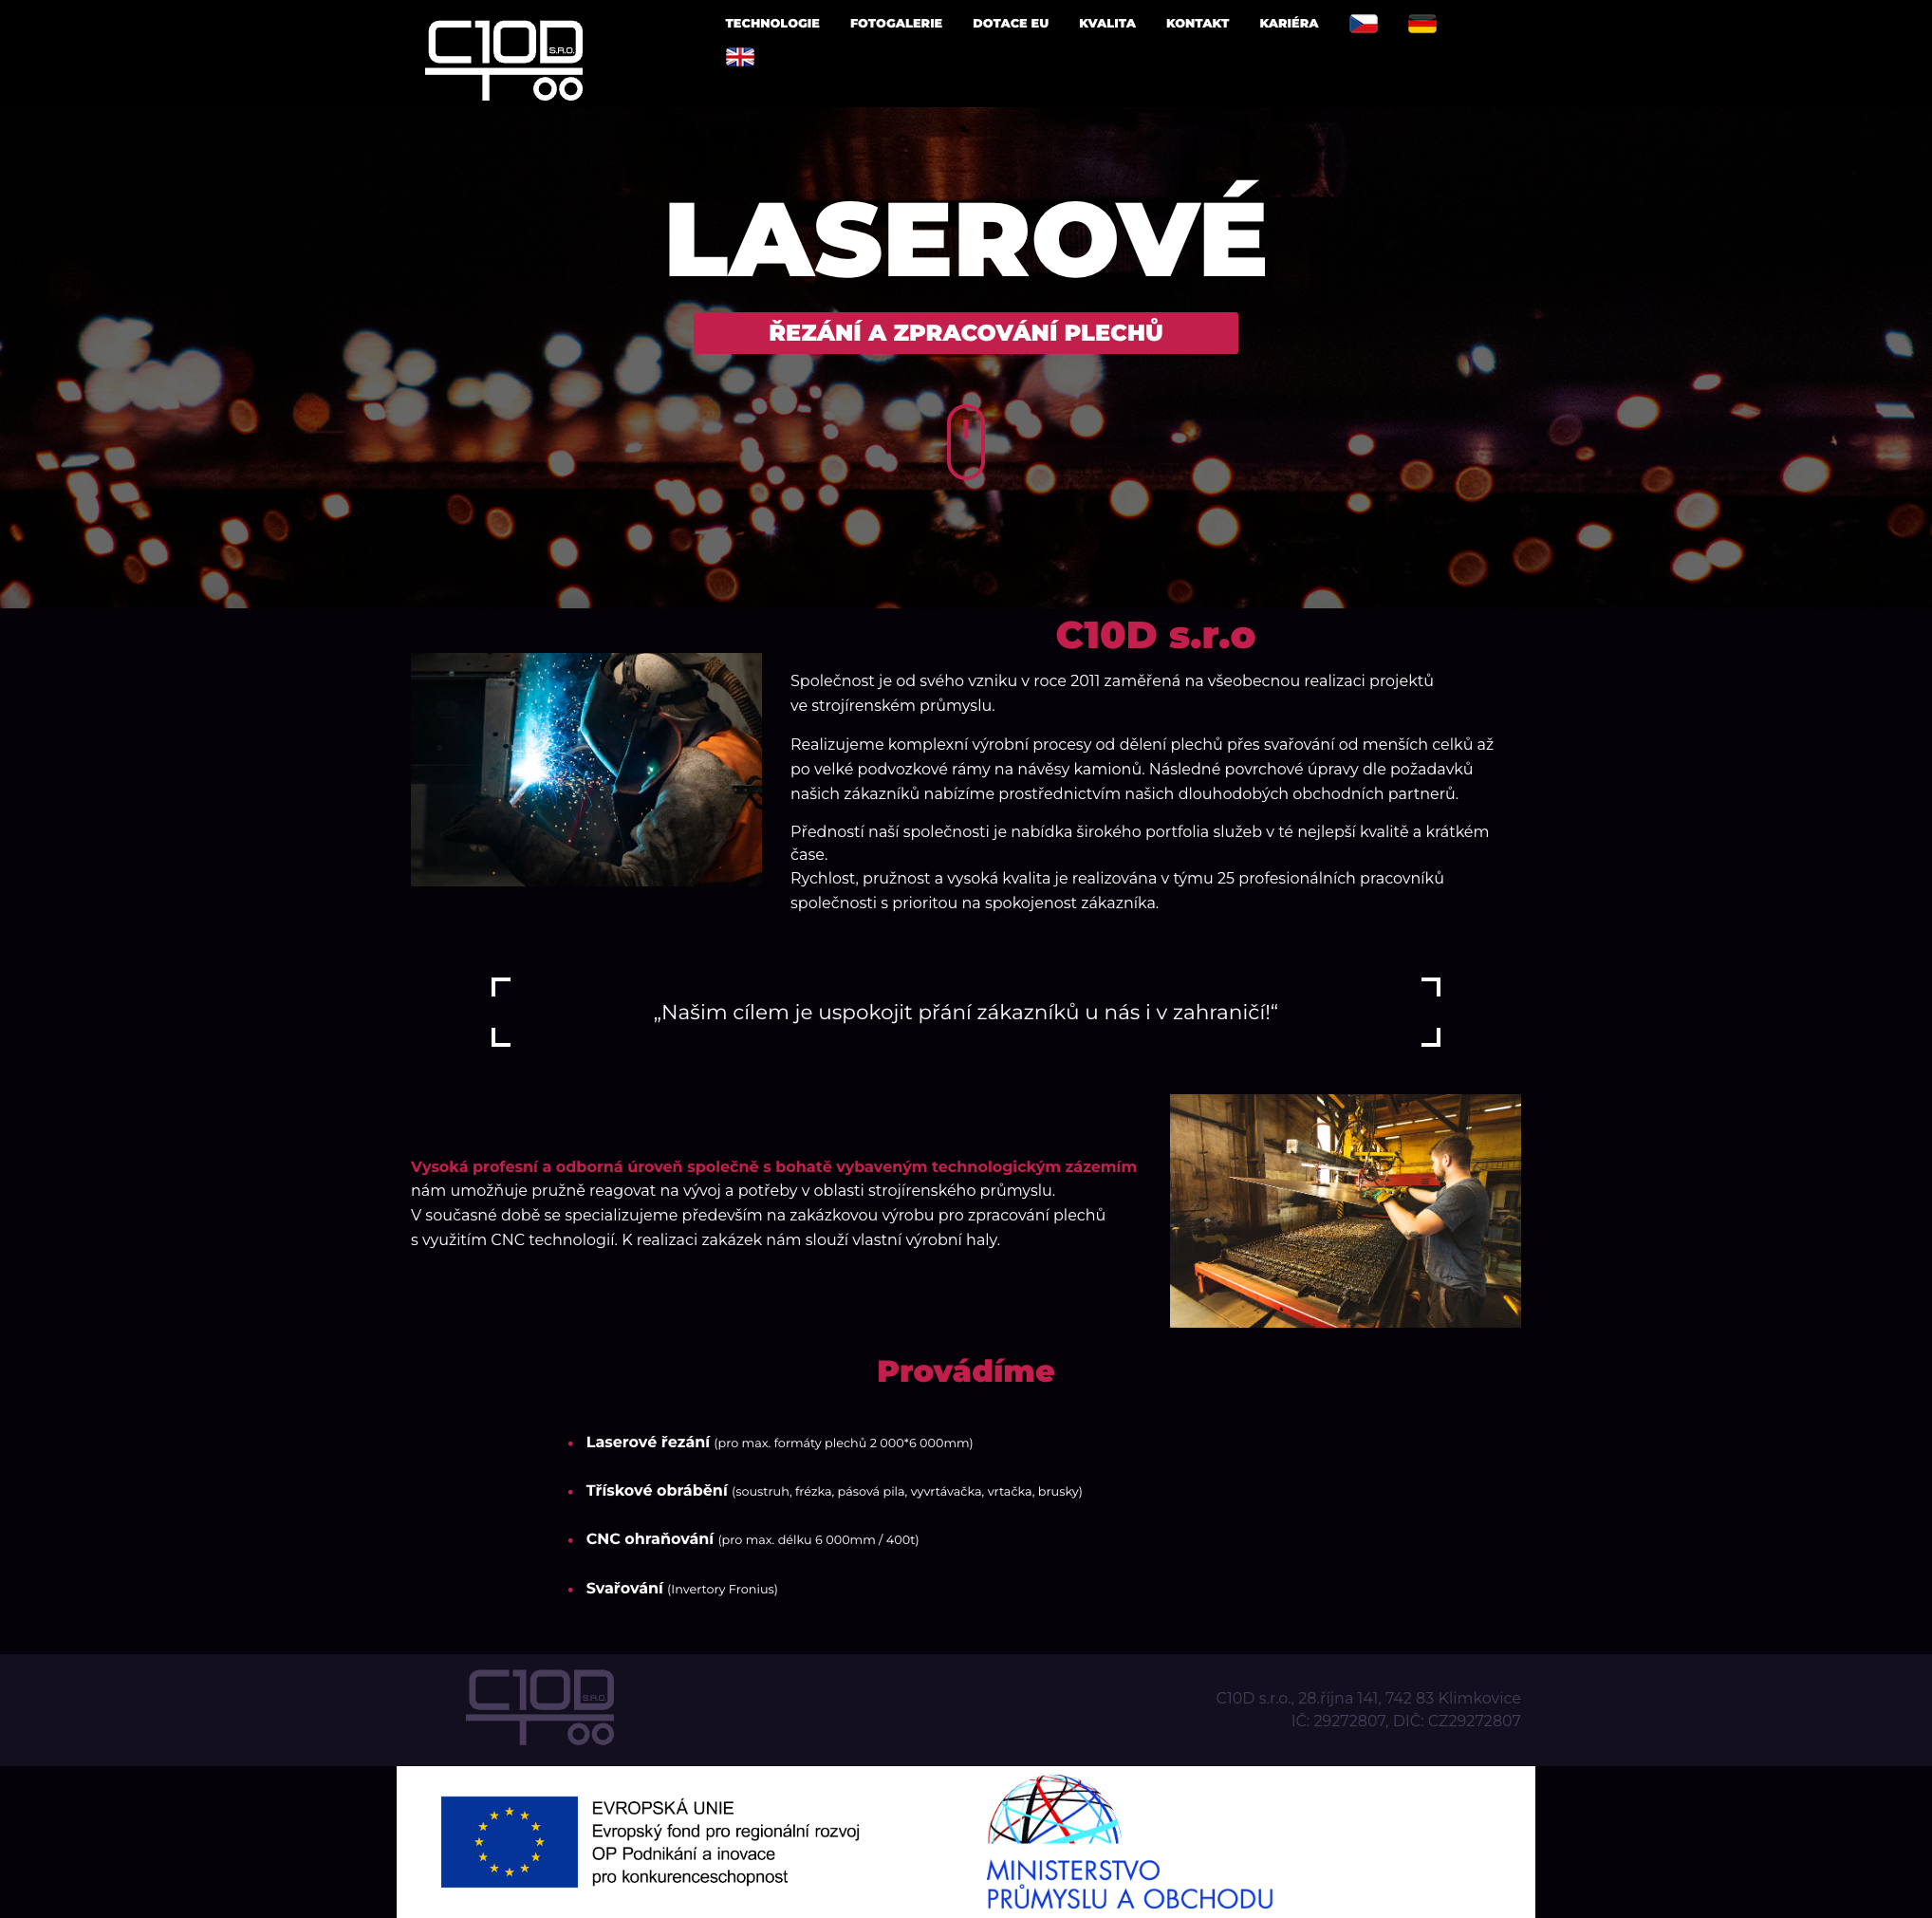 C10D S.R.O.
TECHNOLOGIE FOTOGALERIE DOTACE EU KVALITA KONTAKT KARIÉRA
LASEROVÉ
ŘEZÁNÍ A ZPRACOVÁNÍ PLECHŮ
C10D s.r.o
Společnost je od svého vzniku v roce 2011 zaměřená na všeobecnou realizaci projektů
ve strojírenském průmyslu.
Realizujeme komplexní výrobní procesy od dělení plechů přes svařování od menších celků až
po velké podvozkové rámy na návěsy kamionů. Následné povrchové úpravy dle požadavků
našich zákazníků nabízíme prostřednictvím našich dlouhodobých obchodních partnerů.
Předností naší společnosti je nabídka širokého portfolia služeb v té nejlepší kvalitě a krátkém
čase.
Rychlost, pružnost a vysoká kvalita je realizována v týmu 25 profesionálních pracovníků
společnosti s prioritou na spokojenost zákazníka.
„Našim cílem je uspokojit přání zákazníků u nás i v zahraničí!“
Vysoká profesní a odborná úroveň společně s bohatě vybaveným technologickým zázemím
nám umožňuje pružně reagovat na vývoj a potřeby v oblasti strojírenského průmyslu.
V současné době se specializujeme především na zakázkovou výrobu pro zpracování plechů
s využitím CNC technologií. K realizaci zakázek nám slouží vlastní výrobní haly.
Provádíme
• Laserové řezání (pro max. formáty plechů 2 000*6 000mm)
• Třískové obrábění (soustruh, frézka, pásová pila, vyvrtávačka, vrtačka, brusky)
• CNC ohraňování (pro max. délku 6 000mm / 400t)
• Svařování (Invertory Fronius)
C10D S.R.O.
C10D s.r.o., 28.října 141, 742 83 Klimkovice
IČ: 29272807, DIČ: CZ29272807
EVROPSKÁ UNIE
Evropský fond pro regionální rozvoj
OP Podnikání a inovace
pro konkurenceschopnost
MINISTERSTVO
PRŮMYSLU A OBCHODU